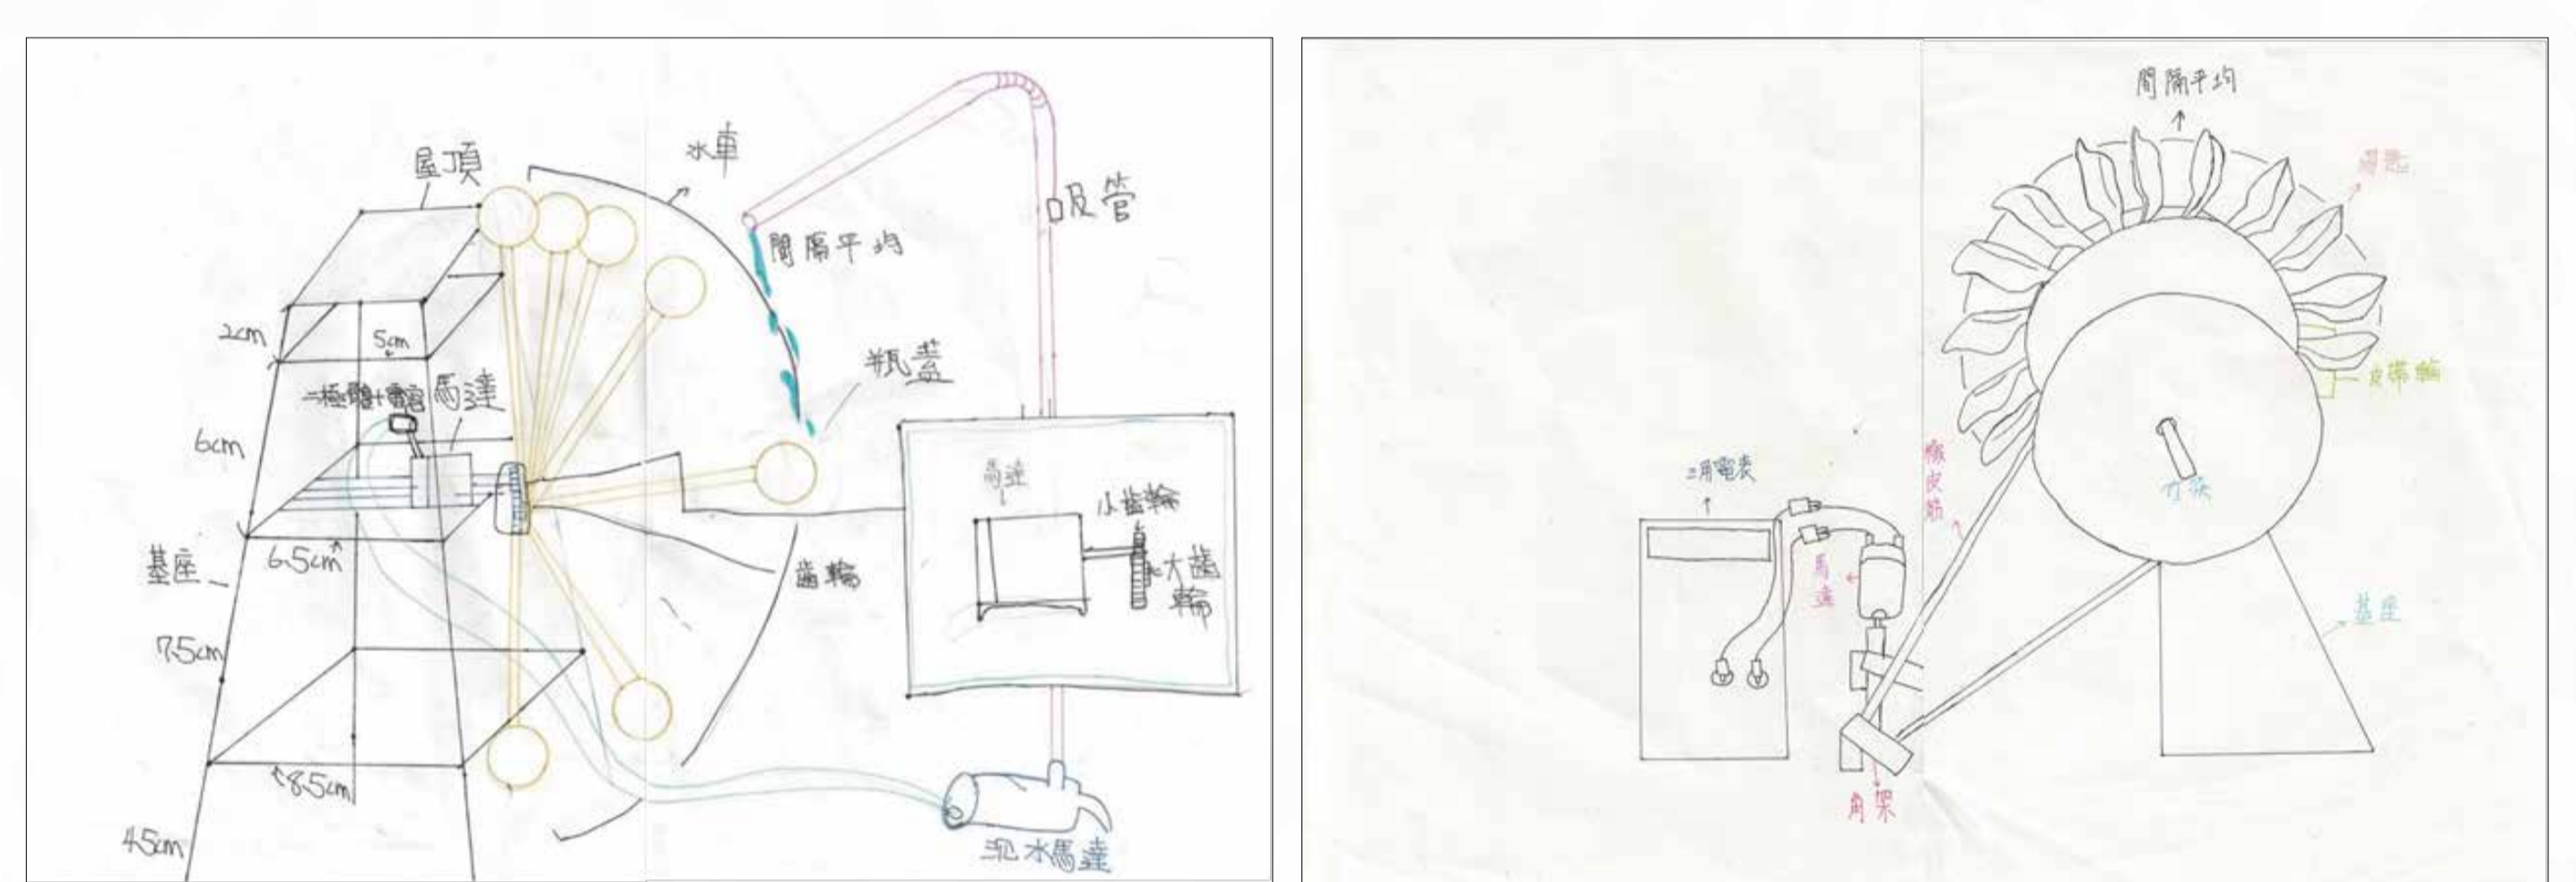 屋頂
水車
間隔平均
吸管
2cm
5cm
瓶蓋
二極體+電容
馬達
6cm
馬達
小齒輪
大齒
輪
6.5cm
基座
齒輪
7.5cm
8.5cm
4.5cm
沉水馬達
間隔平均
湯匙
皮帶輪
三用電表
橡皮筋
竹筷
馬達
基座
角架